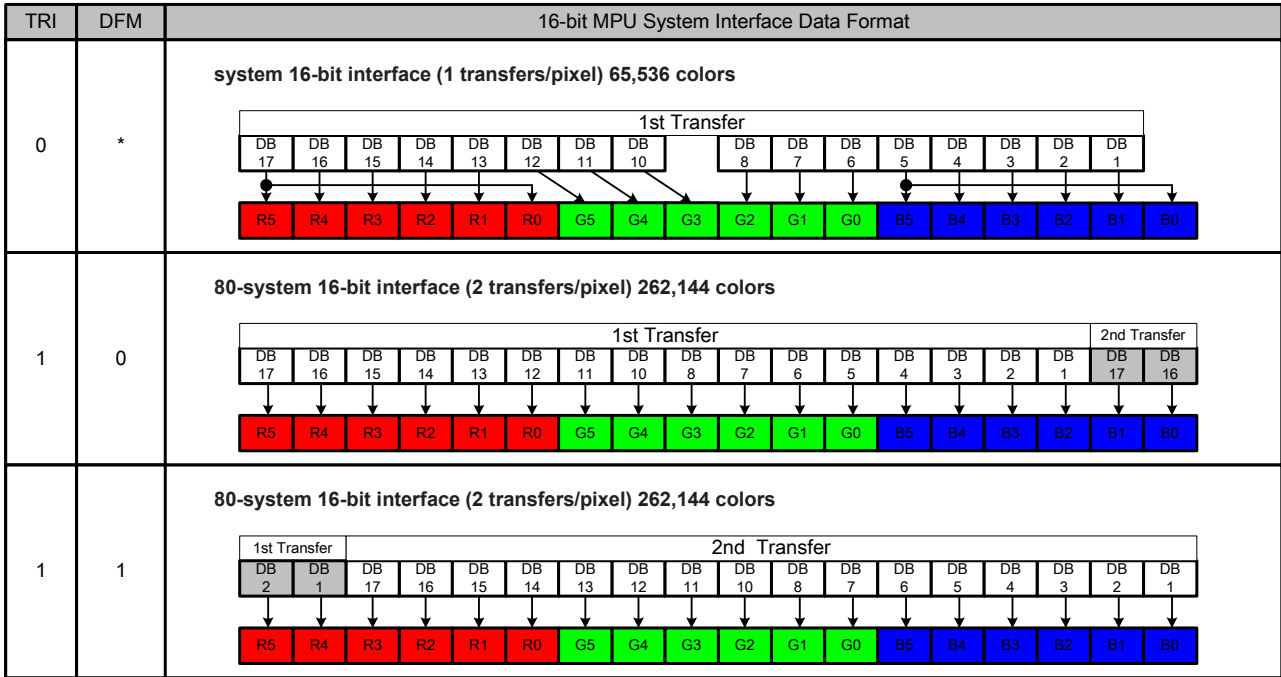 TRI DFM 16-bit MPU System Interface Data Format
system 16-bit interface (1 transfers/pixel) 65,536 colors
0 *
1st Transfer
DB 17 DB 16 DB 15 DB 14 DB 13 DB 12 DB 11 DB 10 DB 8 DB 7 DB 6 DB 5 DB 4 DB 3 DB 2 DB 1
R5 R4 R3 R2 R1 R0 G5 G4 G3 G2 G1 G0 B5 B4 B3 B2 B1 B0
80-system 16-bit interface (2 transfers/pixel) 262,144 colors
1 0
1st Transfer 2nd Transfer
DB 17 DB 16 DB 15 DB 14 DB 13 DB 12 DB 11 DB 10 DB 8 DB 7 DB 6 DB 5 DB 4 DB 3 DB 2 DB 1 DB 17 DB 16
R5 R4 R3 R2 R1 R0 G5 G4 G3 G2 G1 G0 B5 B4 B3 B2 B1 B0
80-system 16-bit interface (2 transfers/pixel) 262,144 colors
1 1
1st Transfer 2nd Transfer
DB 2 DB 1 DB 17 DB 16 DB 15 DB 14 DB 13 DB 12 DB 11 DB 10 DB 8 DB 7 DB 6 DB 5 DB 4 DB 3 DB 2 DB 1
R5 R4 R3 R2 R1 R0 G5 G4 G3 G2 G1 G0 B5 B4 B3 B2 B1 B0